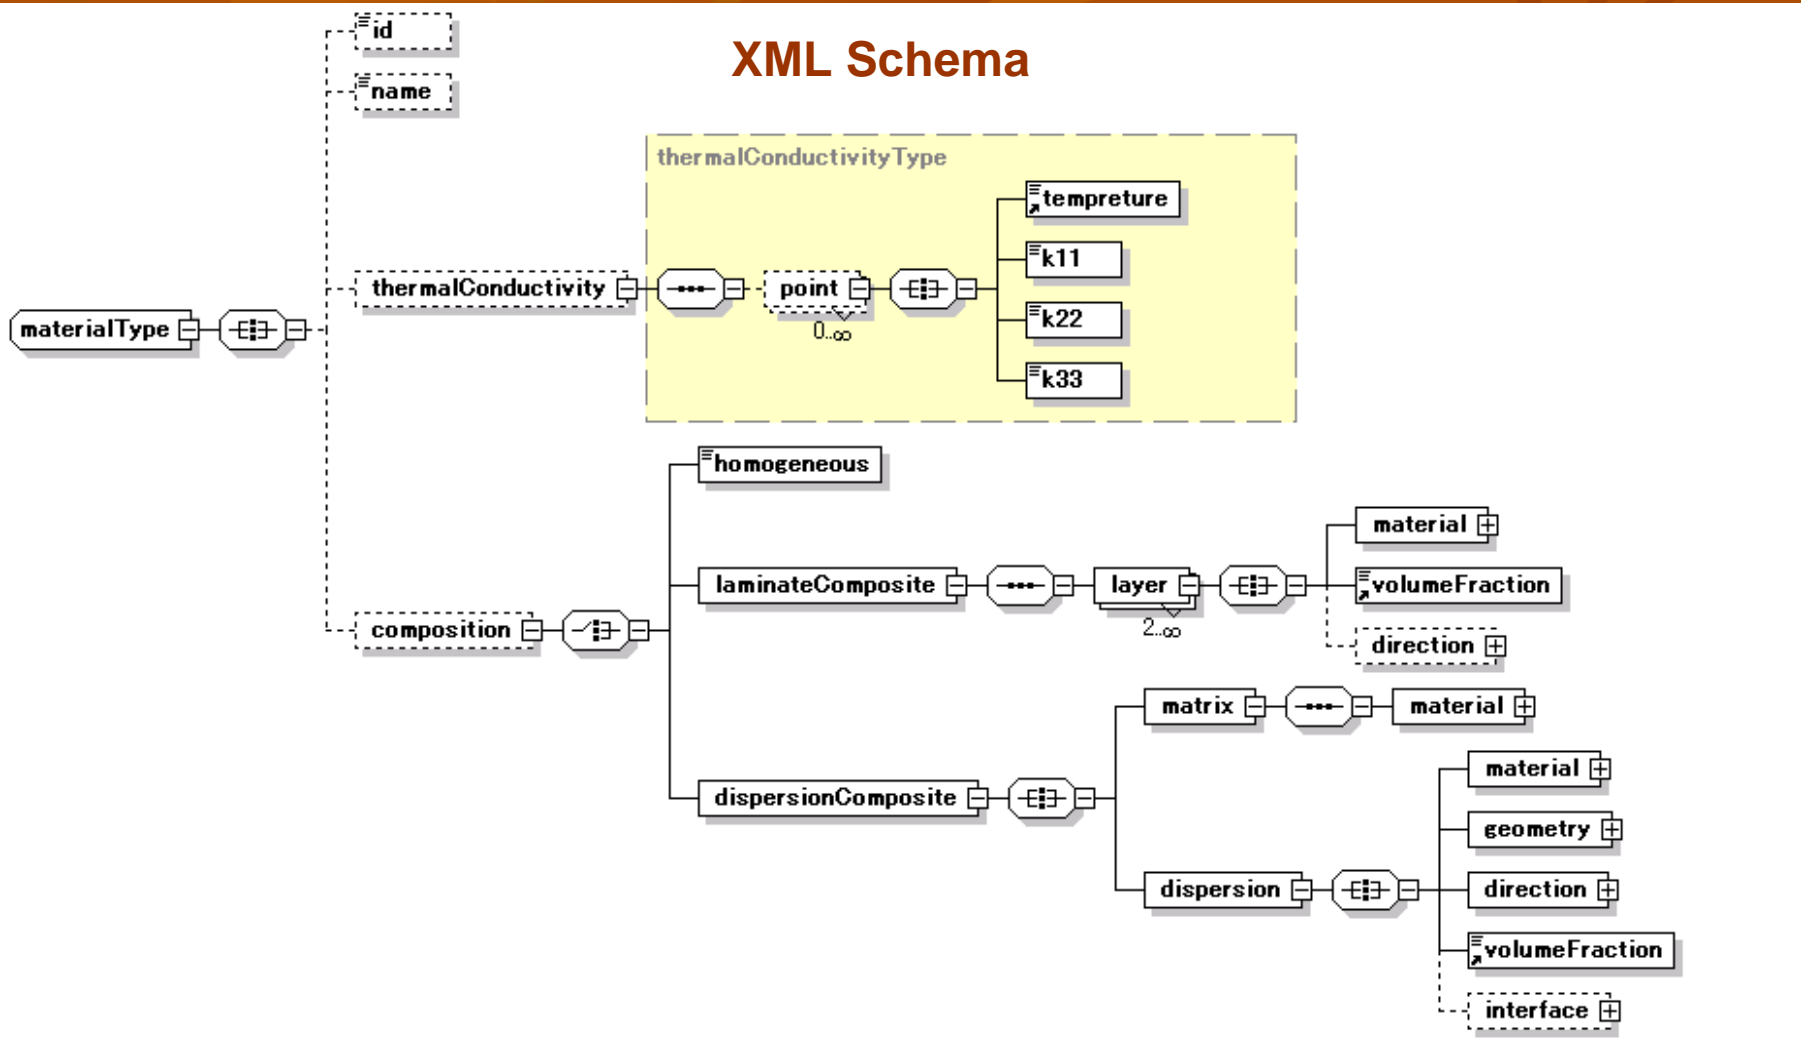 XML Schema
id
name
thermalConductivityType
tempreture
k11
thermalConductivity
point
0..∞
k22
k33
materialType
homogeneous
material
laminateComposite
layer
2..∞
volumeFraction
composition
direction
matrix
material
dispersionComposite
material
geometry
dispersion
direction
volumeFraction
interface